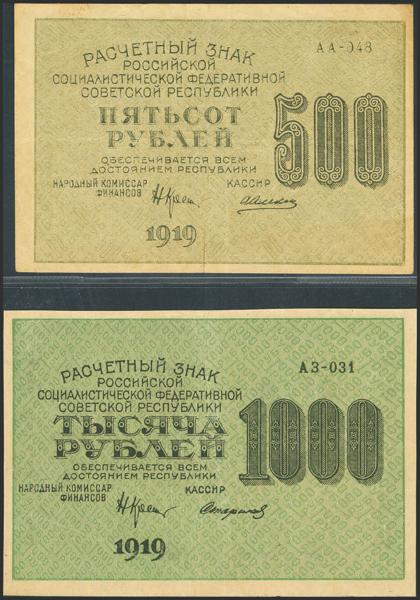 РАСЧЕТНЫЙ ЗНАК
АА-048
РОССИЙСКОЙ
СОЦИАЛИСТИЧЕСКОЙ ФЕДЕРАТИВНОЙ
СОВЕТСКОЙ РЕСПУБЛИКИ
ПЯТЬСОТ
РУБЛЕЙ
500
ОБЕСПЕЧИВАЕТСЯ ВСЕМ
ДОСТОЯНИЕМ РЕСПУБЛИКИ
НАРОДНЫЙ КОМИССАР
ФИНАНСОВ
КАССИР
1919
РАСЧЕТНЫЙ ЗНАК
АЗ-031
РОССИЙСКОЙ
СОЦИАЛИСТИЧЕСКОЙ ФЕДЕРАТИВНОЙ
СОВЕТСКОЙ РЕСПУБЛИКИ
ТЫСЯЧА
РУБЛЕЙ
1000
ОБЕСПЕЧИВАЕТСЯ ВСЕМ
ДОСТОЯНИЕМ РЕСПУБЛИКИ
НАРОДНЫЙ КОМИССАР
ФИНАНСОВ
КАССИР
1919